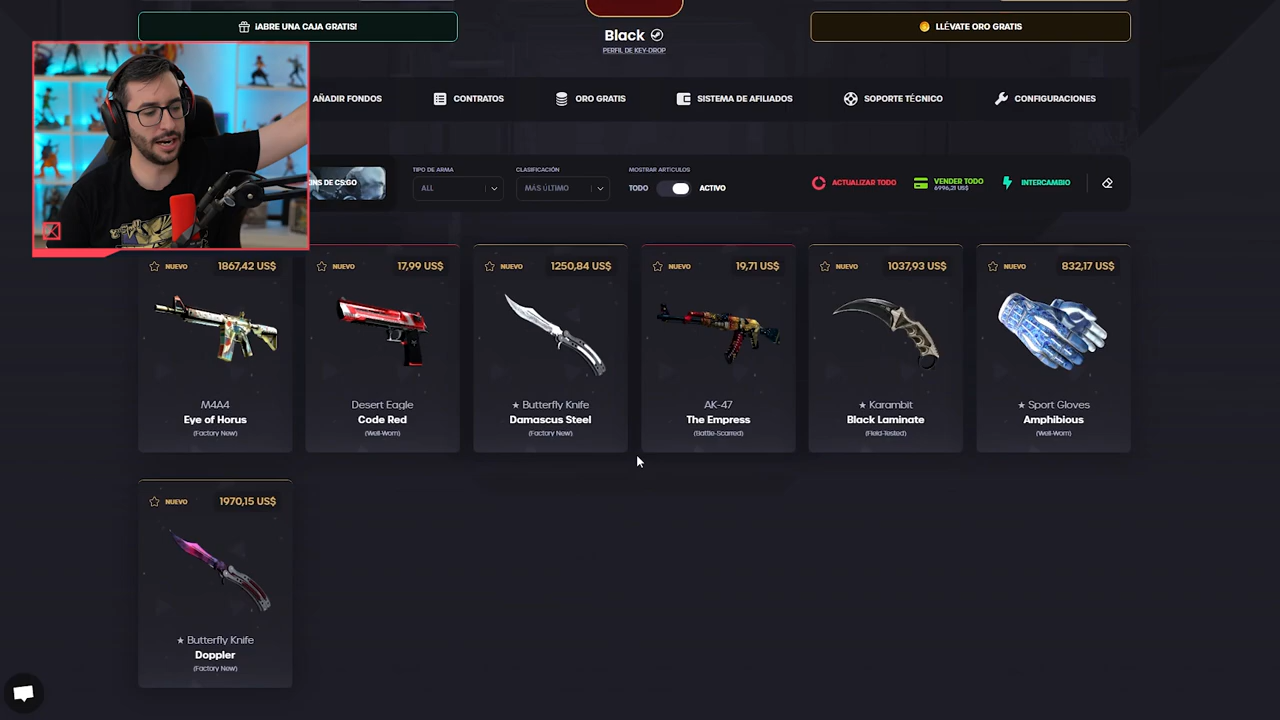 ¡ABRE UNA CAJA GRATIS!
Black
PERFIL DE KEY-DROP
LLÉVATE ORO GRATIS
AÑADIR FONDOS
CONTRATOS
ORO GRATIS
SISTEMA DE AFILIADOS
SOPORTE TÉCNICO
CONFIGURACIONES
INS DE CS:GO
TIPO DE ARMA
ALL
CLASIFICACIÓN
MÁS ÚLTIMO
MOSTRAR ARTICULOS
TODO
ACTIVO
ACTUALIZAR TODO
VENDER TODO
6996,21 US$
INTERCAMBIO
NUEVO
1867,42 US$
M4A4
Eye of Horus
(Factory New)
NUEVO
17,99 US$
Desert Eagle
Code Red
(Well-Worn)
NUEVO
1250,84 US$
★ Butterfly Knife
Damascus Steel
(Factory New)
NUEVO
19,71 US$
AK-47
The Empress
(Battle-Scarred)
NUEVO
1037,93 US$
★ Karambit
Black Laminate
(Field-Tested)
NUEVO
832,17 US$
★ Sport Gloves
Amphibious
(Well-Worn)
NUEVO
1970,15 US$
★ Butterfly Knife
Doppler
(Factory New)